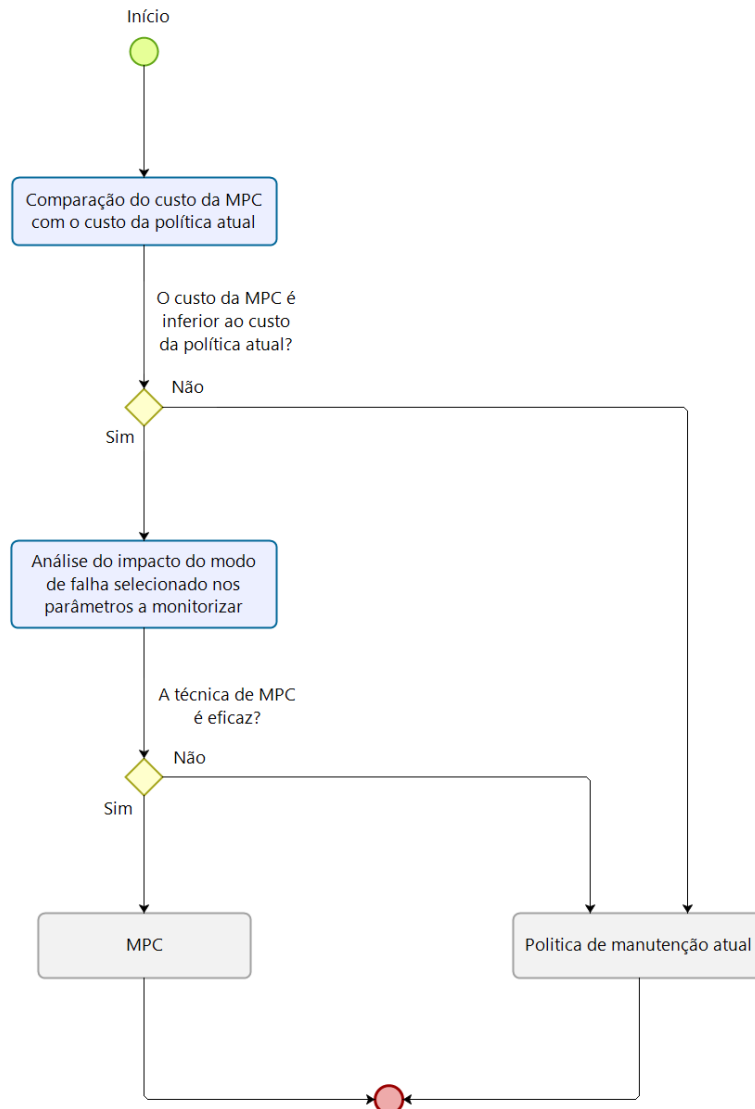 Início
Comparação do custo da MPC
com o custo da política atual
O custo da MPC é
inferior ao custo
da política atual?
Não
Sim
Análise do impacto do modo
de falha selecionado nos
parâmetros a monitorizar
A técnica de MPC
é eficaz?
Não
Sim
MPC
Politica de manutenção atual